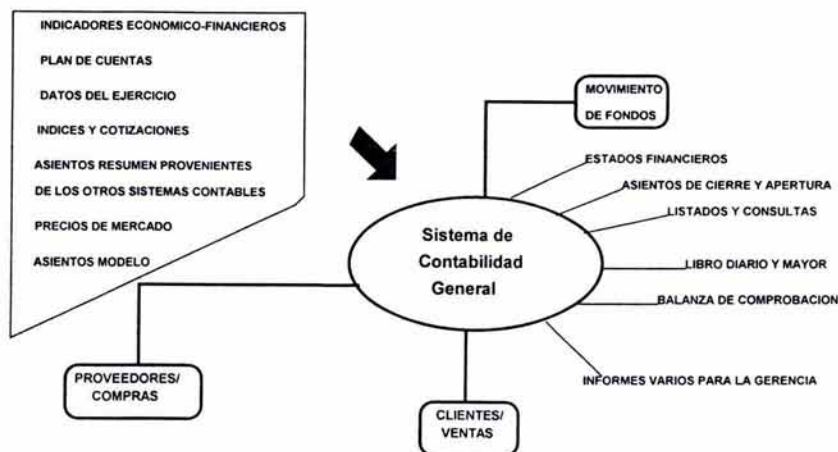 INDICADORES ECONOMICO-FINANCIEROS
PLAN DE CUENTAS
DATOS DEL EJERCICIO
INDICES Y COTIZACIONES
ASIENTOS RESUMEN PROVENIENTES
DE LOS OTROS SISTEMAS CONTABLES
PRECIOS DE MERCADO
ASIENTOS MODELO
MOVIMIENTO
DE FONDOS
ESTADOS FINANCIEROS
ASIENTOS DE CIERRE Y APERTURA
LISTADOS Y CONSULTAS
Sistema de
Contabilidad
General
LIBRO DIARIO Y MAYOR
BALANZA DE COMPROBACION
INFORMES VARIOS PARA LA GERENCIA
PROVEEDORES/
COMPRAS
CLIENTES/
VENTAS